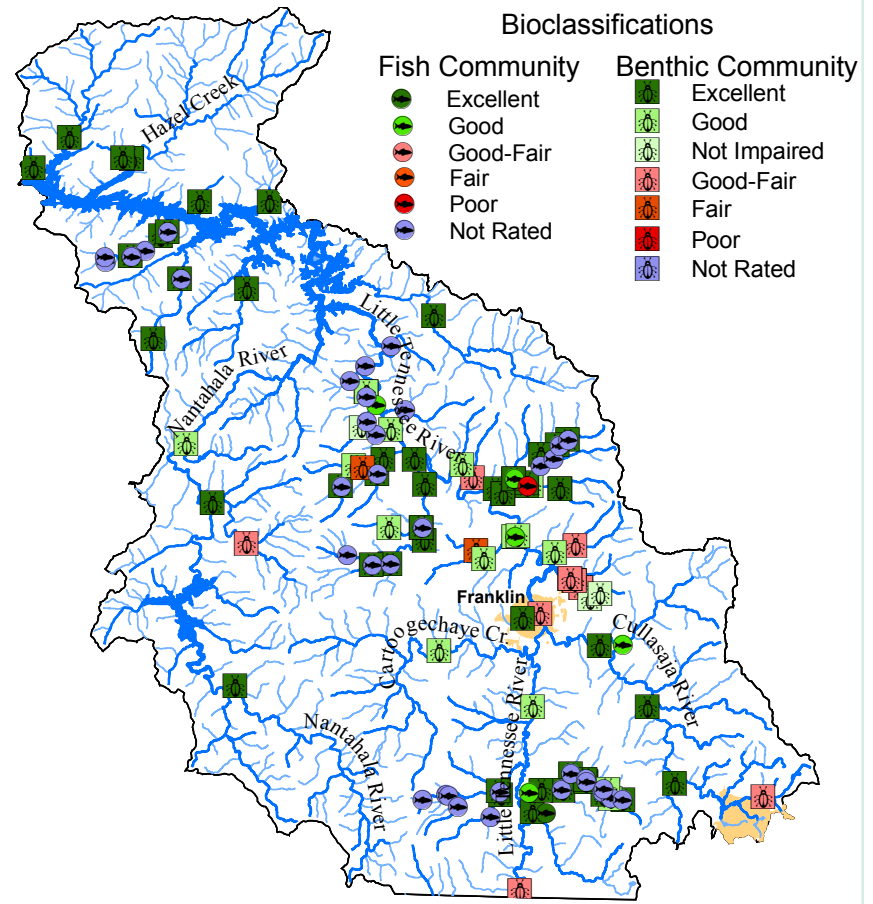 Bioclassifications
Fish Community
Excellent
Good
Good-Fair
Fair
Poor
Not Rated
Benthic Community
Excellent
Good
Not Impaired
Good-Fair
Fair
Poor
Not Rated
Hazel Creek
Little Tennessee River
Nantahala River
Franklin
Cartoogechaye Cr.
Cullasaja River
Little Tennessee River
Nantahala River